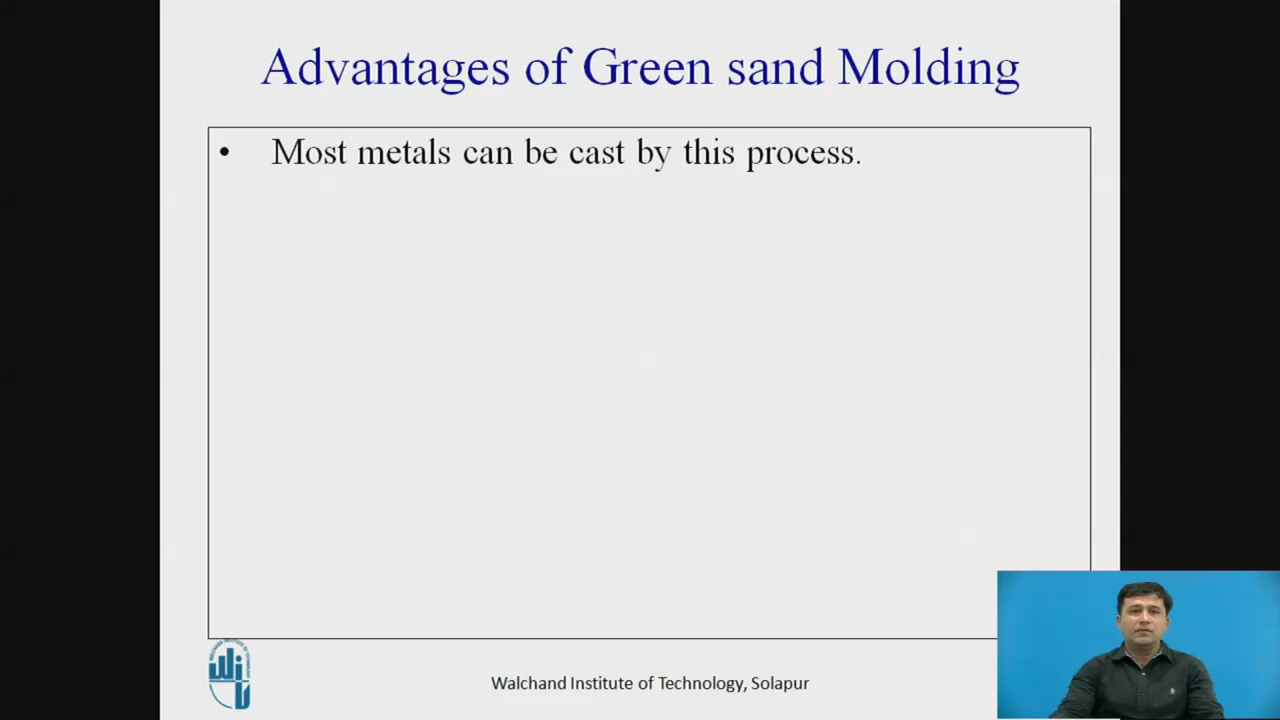 Advantages of Green sand Molding
• Most metals can be cast by this process.
Walchand Institute of Technology, Solapur